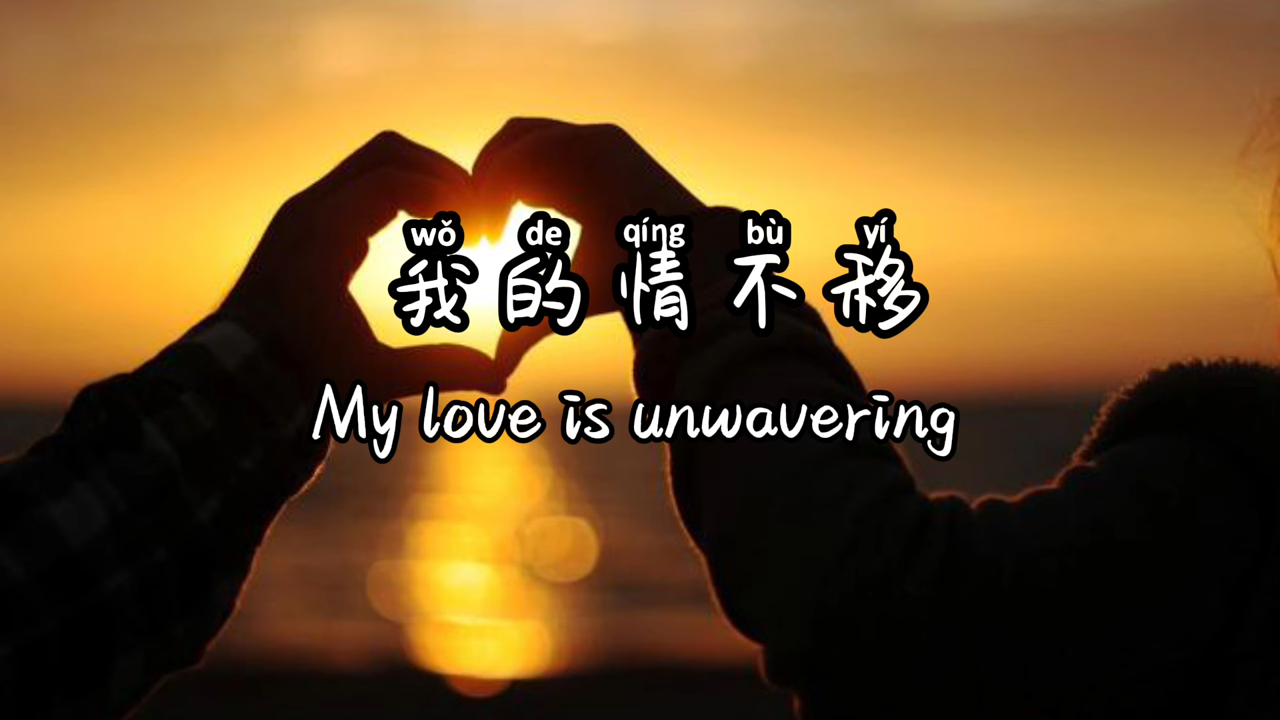 wǒ de qíng bù yí
我的情不移
My love is unwavering